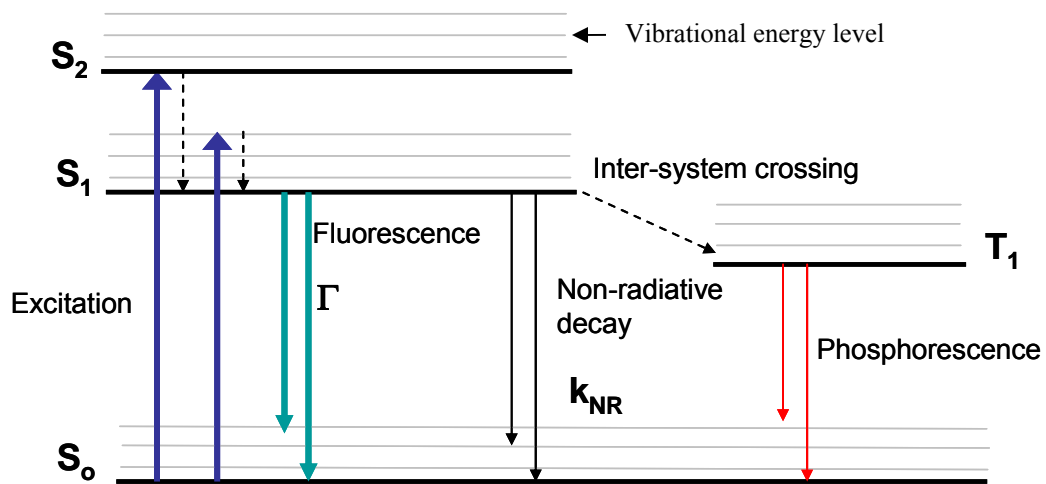 Vibrational energy level
S2
S1
Inter-system crossing
Fluorescence
T1
Γ
Excitation
Non-radiative
decay
Phosphorescence
kNR
So